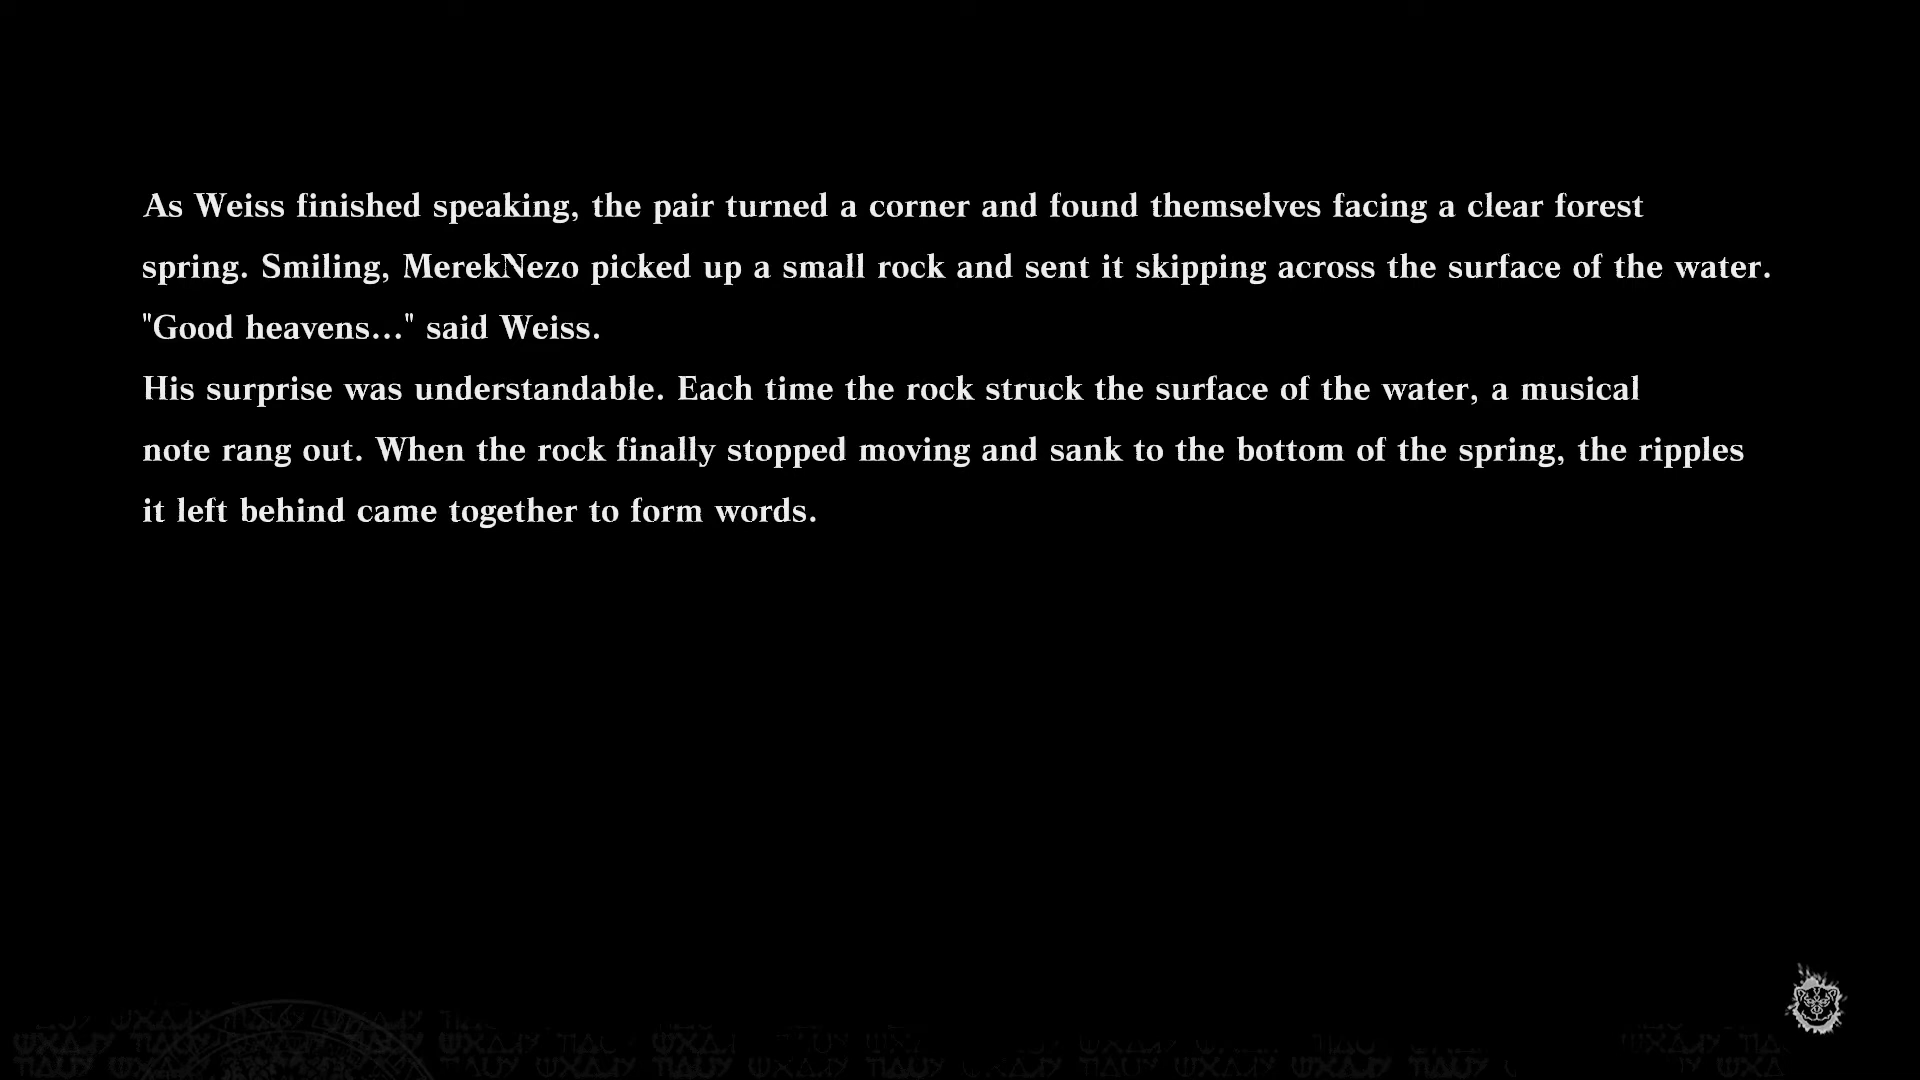 As Weiss finished speaking, the pair turned a corner and found themselves facing a clear forest
spring. Smiling, MerekNezo picked up a small rock and sent it skipping across the surface of the water.
"Good heavens..." said Weiss.
His surprise was understandable. Each time the rock struck the surface of the water, a musical
note rang out. When the rock finally stopped moving and sank to the bottom of the spring, the ripples
it left behind came together to form words.